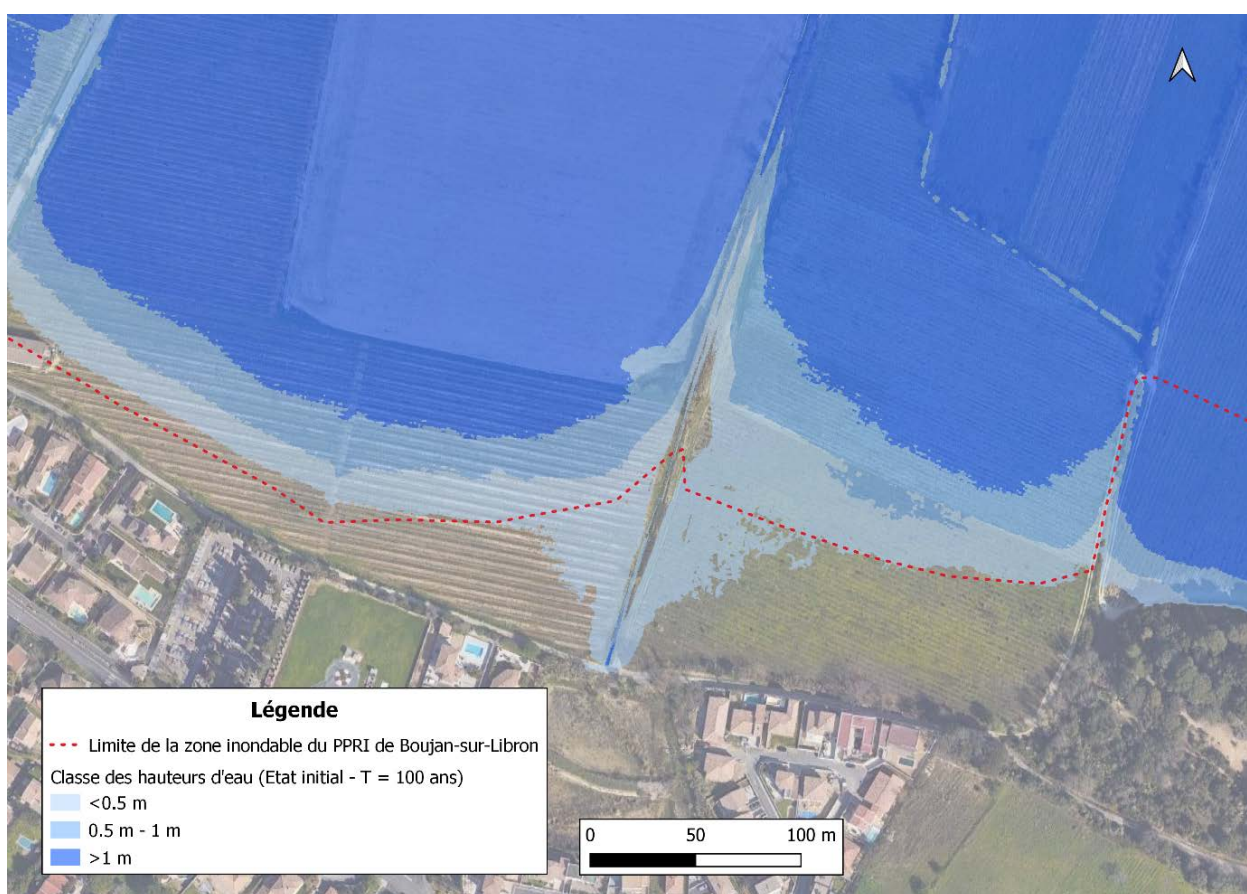 Légende
Limite de la zone inondable du PPRI de Boujan-sur-Libron
Classe des hauteurs d'eau (Etat initial - T = 100 ans)
<0.5 m
0.5 m - 1 m
>1 m
0 50 100 m